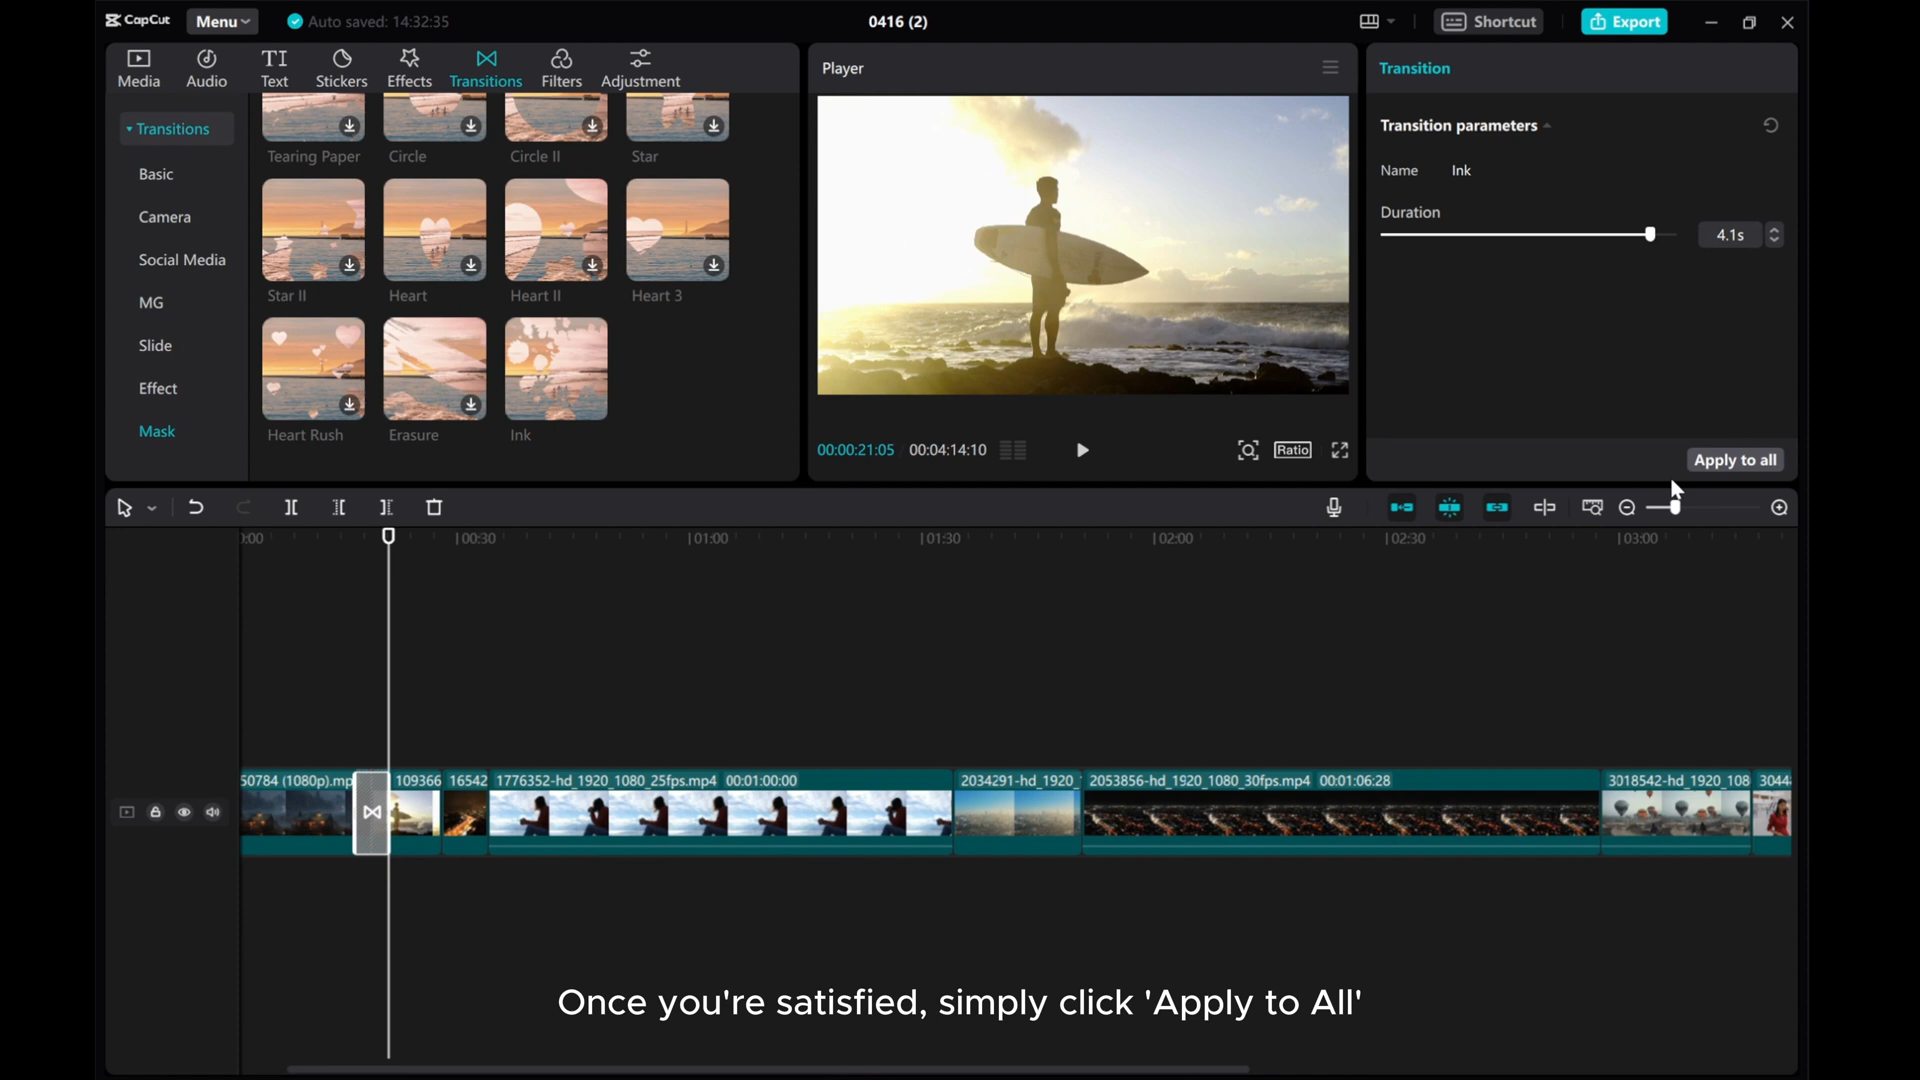 CapCut
Menu
Auto saved: 14:32:35
0416 (2)
Shortcut
Export
Media
Audio
TI
Text
Stickers
Effects
Transitions
Filters
Adjustment
Player
Transition
Transitions
Basic
Camera
Social Media
MG
Slide
Effect
Mask
Tearing Paper
Circle
Circle II
Star
Star II
Heart
Heart II
Heart 3
Heart Rush
Erasure
Ink
00:00:21:05
00:04:14:10
Ratio
Transition parameters
Name
Ink
Duration
4.1s
Apply to all
0:00
00:30
01:00
01:30
02:00
02:30
03:00
50784 (1080p).mp
109366
16542
1776352-hd_1920_1080_25fps.mp4 00:01:00:00
2034291-hd_1920_
2053856-hd_1920_1080_30fps.mp4 00:01:06:28
3018542-hd_1920_108
3044
Once you're satisfied, simply click 'Apply to All'